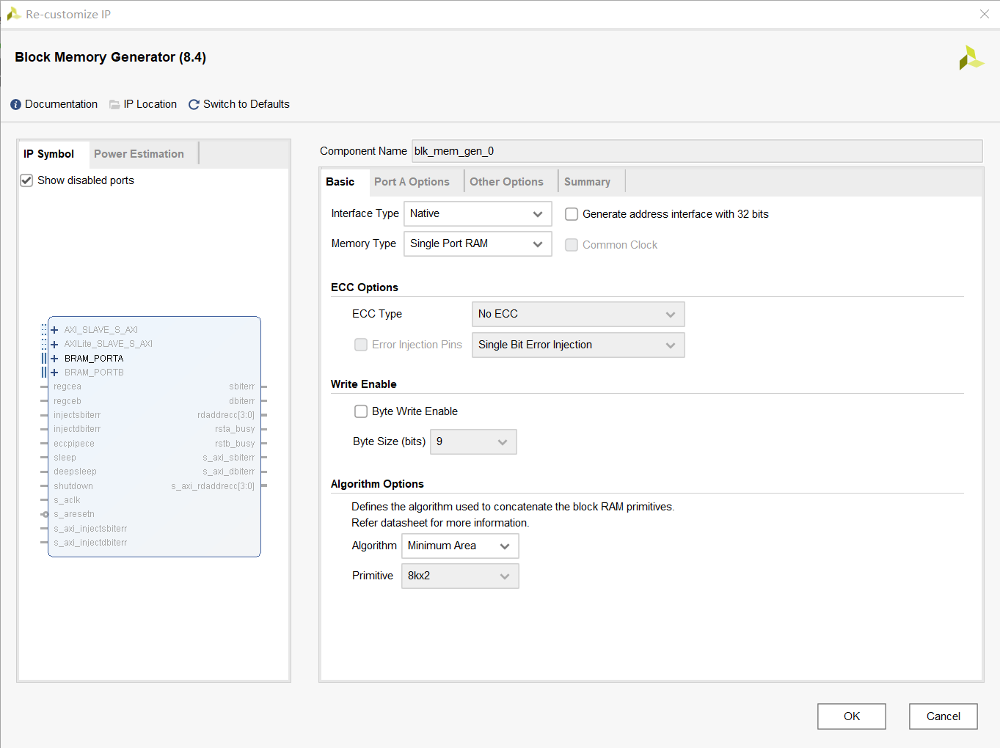 Re-customize IP
Block Memory Generator (8.4)
Documentation IP Location Switch to Defaults
IP Symbol Power Estimation
Show disabled ports
AXI_SLAVE_S_AXI
AXILite_SLAVE_S_AXI
BRAM_PORTA
BRAM_PORTB
regcea sbiterr
regceb dbiterr
injectsbiterr rdaddrecc[3:0]
injectdbiterr rsta_busy
eccpipece rstb_busy
sleep s_axi_sbiterr
deepsleep s_axi_dbiterr
shutdown s_axi_rdaddrecc[3:0]
s_aclk
s_aresetn
s_axi_injectsbiterr
s_axi_injectdbiterr
Component Name blk_mem_gen_0
Basic Port A Options Other Options Summary
Interface Type Native Generate address interface with 32 bits
Memory Type Single Port RAM Common Clock
ECC Options
ECC Type No ECC
Error Injection Pins Single Bit Error Injection
Write Enable
Byte Write Enable
Byte Size (bits) 9
Algorithm Options
Defines the algorithm used to concatenate the block RAM primitives.
Refer datasheet for more information.
Algorithm Minimum Area
Primitive 8kx2
OK Cancel